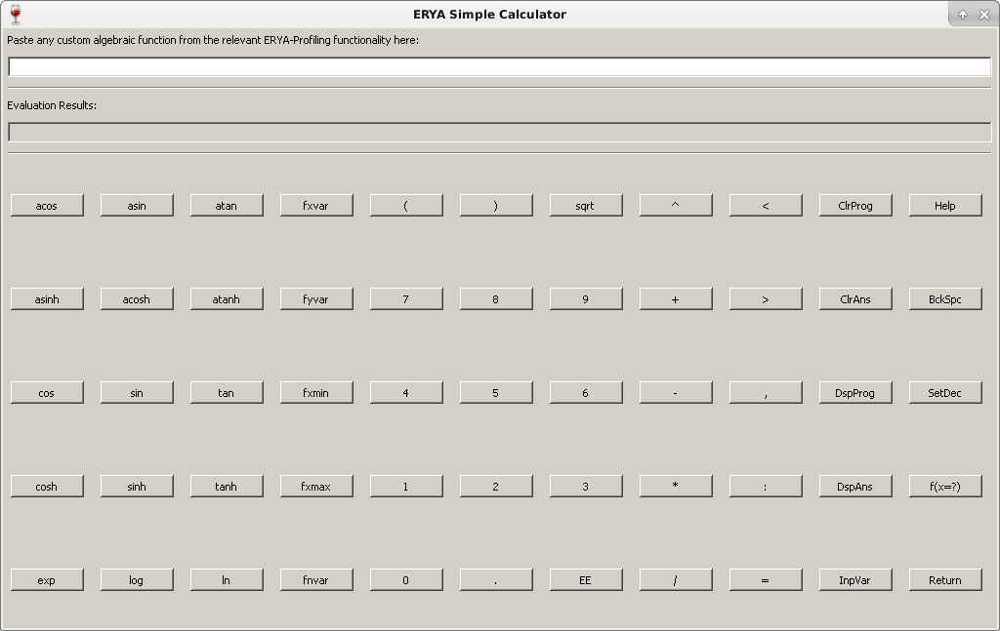 ERYA Simple Calculator
Paste any custom algebraic function from the relevant ERYA-Profiling functionality here:
Evaluation Results:
acos asin atan fxvar ( ) sqrt ^ < ClrProg Help
asinh acosh atanh fyvar 7 8 9 + > ClrAns BckSpc
cos sin tan fxmin 4 5 6 - , DspProg SetDec
cosh sinh tanh fxmax 1 2 3 * : DspAns f(x=?)
exp log ln fnvar 0 . EE / = InpVar Return